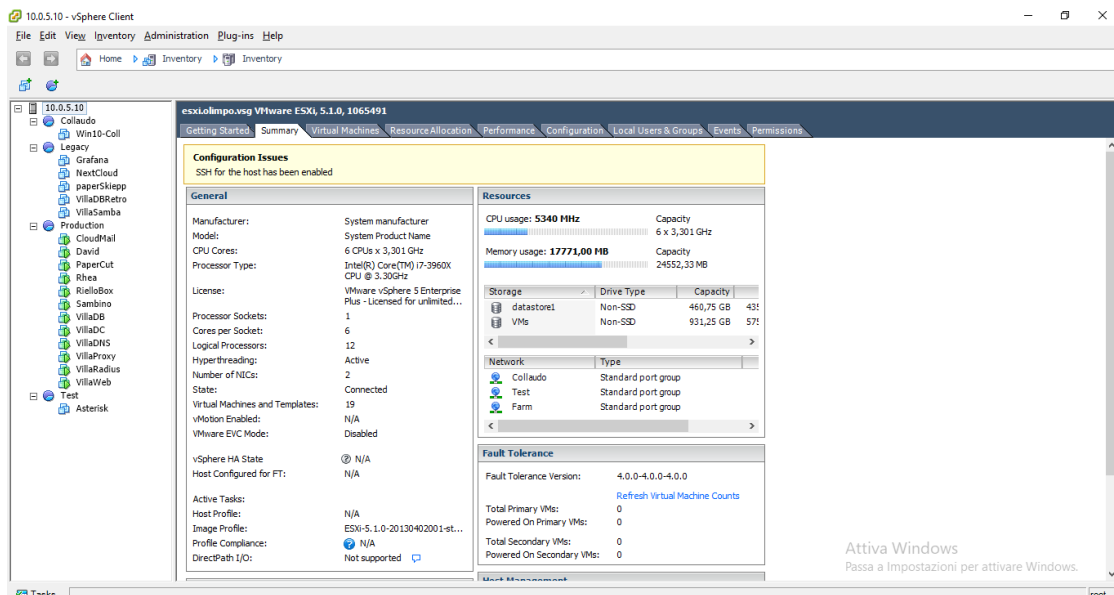 10.0.5.10 - vSphere Client
File Edit View Inventory Administration Plug-ins Help
Home Inventory Inventory
10.0.5.10
Collaudo
Win10-Coll
Legacy
Grafana
NextCloud
paperSkiepp
VillaDBRetro
VillaSamba
Production
CloudMail
David
PaperCut
Rhea
RielloBox
Sambino
VillaDB
VillaDC
VillaDNS
VillaProxy
VillaRadius
VillaWeb
Test
Asterisk
esxi.olimpo.vsg VMware ESXi, 5.1.0, 1065491
Getting Started Summary Virtual Machines Resource Allocation Performance Configuration Local Users & Groups Events Permissions
Configuration Issues
SSH for the host has been enabled
General
Manufacturer: System manufacturer
Model: System Product Name
CPU Cores: 6 CPUs x 3,301 GHz
Processor Type: Intel(R) Core(TM) i7-3960X
CPU @ 3.30GHz
License: VMware vSphere 5 Enterprise
Plus - Licensed for unlimited...
Processor Sockets: 1
Cores per Socket: 6
Logical Processors: 12
Hyperthreading: Active
Number of NICs: 2
State: Connected
Virtual Machines and Templates: 19
vMotion Enabled: N/A
VMware EVC Mode: Disabled
vSphere HA State N/A
Host Configured for FT: N/A
Active Tasks:
Host Profile: N/A
Image Profile: ESXi-5.1.0-20130402001-st...
Profile Compliance: N/A
DirectPath I/O: Not supported
Resources
CPU usage: 5340 MHz Capacity
6 x 3,301 GHz
Memory usage: 17771,00 MB Capacity
24552,33 MB
Storage Drive Type Capacity
datastore1 Non-SSD 460,75 GB 435
VMs Non-SSD 931,25 GB 575
Network Type
Collaudo Standard port group
Test Standard port group
Farm Standard port group
Fault Tolerance
Fault Tolerance Version: 4.0.0-4.0.0-4.0.0
Refresh Virtual Machine Counts
Total Primary VMs: 0
Powered On Primary VMs: 0
Total Secondary VMs: 0
Powered On Secondary VMs: 0
Host Management
Attiva Windows
Passa a Impostazioni per attivare Windows.
Tasks root